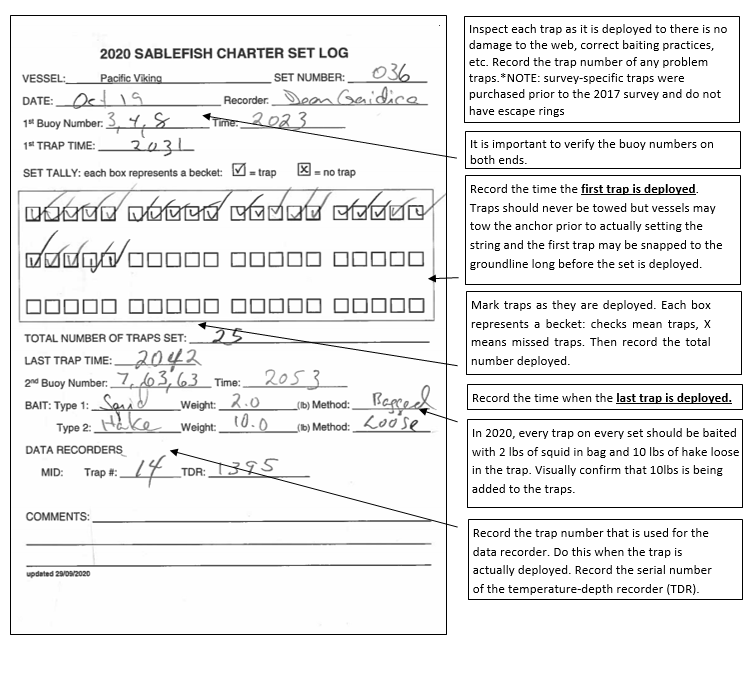 2020 SABLEFISH CHARTER SET LOG
VESSEL: Pacific Viking SET NUMBER: 036
DATE: Oct 19 Recorder: Dean Gaidica
1st Buoy Number: 3, 4, 8 Time: 2023
1st TRAP TIME: 2031
SET TALLY: each box represents a becket: ☑ = trap ☒ = no trap
TOTAL NUMBER OF TRAPS SET: 25
LAST TRAP TIME: 2042
2nd Buoy Number: 7, 63, 63 Time: 2053
BAIT: Type 1: Squid Weight: 2.0 (lb) Method: Bagged
Type 2: Hake Weight: 10.0 (lb) Method: Loose
DATA RECORDERS
MID: Trap #: 14 TDR: 1395
COMMENTS:
updated 29/09/2020
Inspect each trap as it is deployed to there is no
damage to the web, correct baiting practices,
etc. Record the trap number of any problem
traps.*NOTE: survey-specific traps were
purchased prior to the 2017 survey and do not
have escape rings
It is important to verify the buoy numbers on
both ends.
Record the time the first trap is deployed.
Traps should never be towed but vessels may
tow the anchor prior to actually setting the
string and the first trap may be snapped to the
groundline long before the set is deployed.
Mark traps as they are deployed. Each box
represents a becket: checks mean traps, X
means missed traps. Then record the total
number deployed.
Record the time when the last trap is deployed.
In 2020, every trap on every set should be baited
with 2 lbs of squid in bag and 10 lbs of hake loose
in the trap. Visually confirm that 10lbs is being
added to the traps.
Record the trap number that is used for the
data recorder. Do this when the trap is
actually deployed. Record the serial number
of the temperature-depth recorder (TDR).